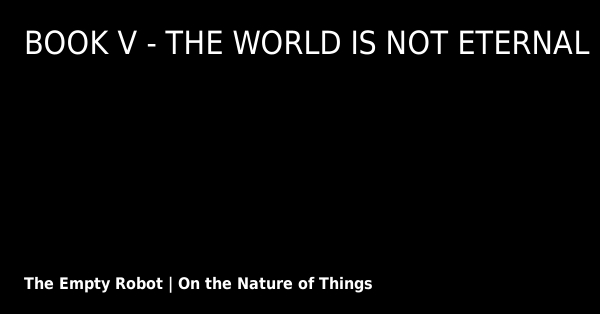 BOOK V - THE WORLD IS NOT ETERNAL
The Empty Robot | On the Nature of Things